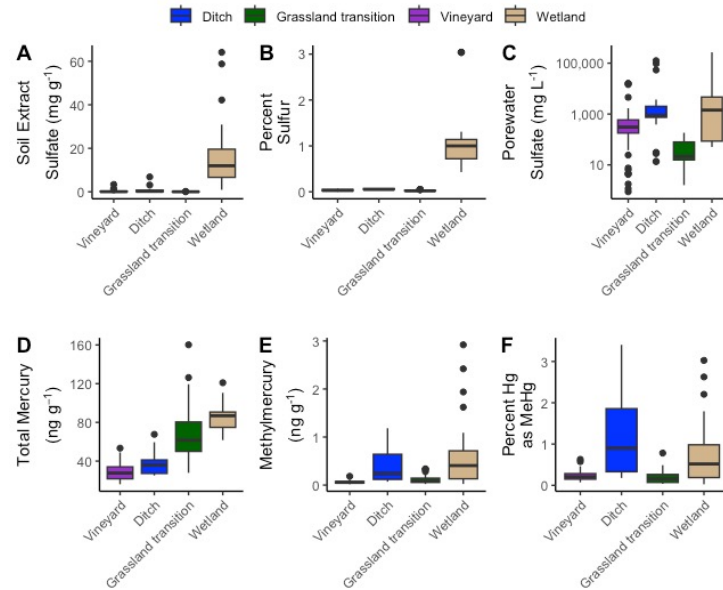 Ditch Grassland transition Vineyard Wetland
A
Soil Extract
Sulfate (mg g⁻¹)
60
40
20
0
Vineyard
Ditch
Grassland transition
Wetland
B
Percent
Sulfur
3
2
1
0
Vineyard
Ditch
Grassland transition
Wetland
C
Porewater
Sulfate (mg L⁻¹)
100,000
1,000
10
Vineyard
Ditch
Grassland transition
Wetland
D
Total Mercury
(ng g⁻¹)
160
120
80
40
Vineyard
Ditch
Grassland transition
Wetland
E
Methylmercury
(ng g⁻¹)
3
2
1
0
Vineyard
Ditch
Grassland transition
Wetland
F
Percent Hg
as MeHg
3
2
1
0
Vineyard
Ditch
Grassland transition
Wetland